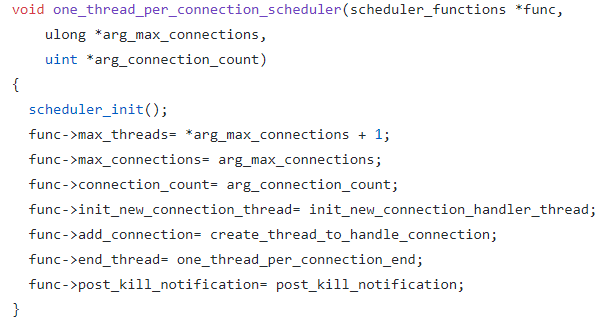 void one_thread_per_connection_scheduler(scheduler_functions *func,
    ulong *arg_max_connections,
    uint *arg_connection_count)
{
  scheduler_init();
  func->max_threads= *arg_max_connections + 1;
  func->max_connections= arg_max_connections;
  func->connection_count= arg_connection_count;
  func->init_new_connection_thread= init_new_connection_handler_thread;
  func->add_connection= create_thread_to_handle_connection;
  func->end_thread= one_thread_per_connection_end;
  func->post_kill_notification= post_kill_notification;
}